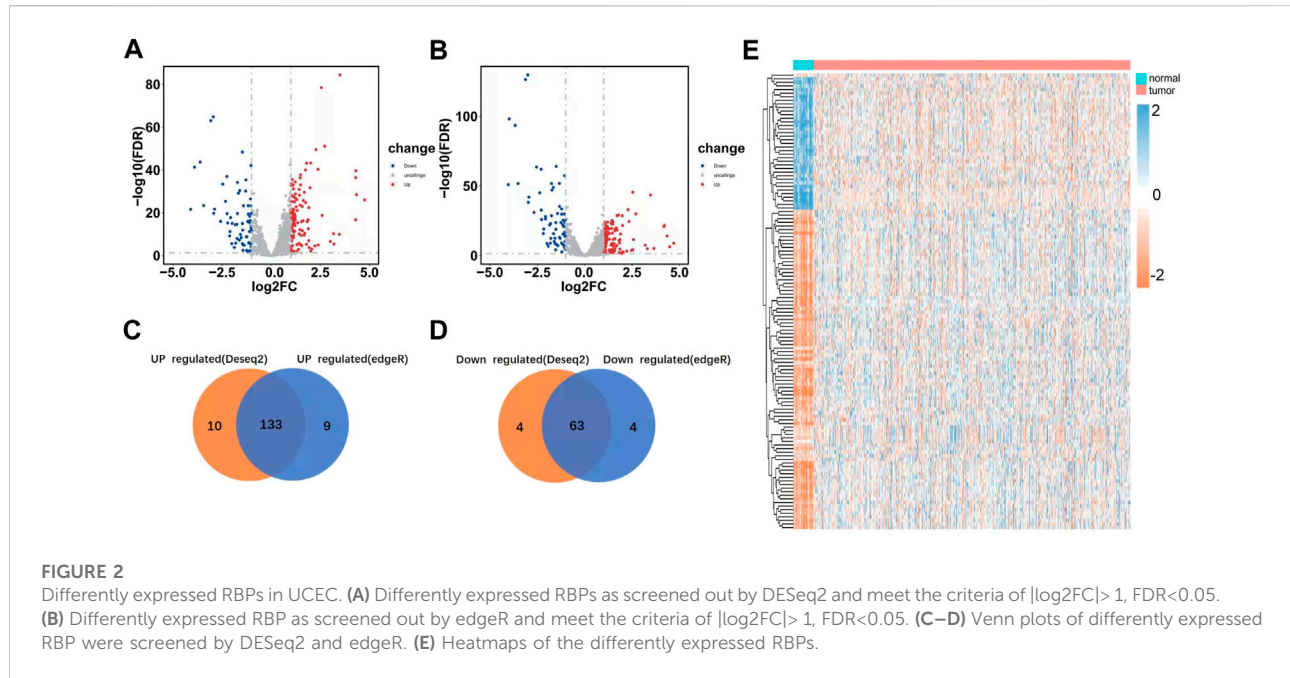 A
B
E
80
60
40
20
0
−log10(FDR)
−5.0
−2.5
0.0
2.5
5.0
log2FC
change
Down
uncahnge
Up
100
50
0
−log10(FDR)
−5.0
−2.5
0.0
2.5
5.0
log2FC
change
Down
uncahnge
Up
normal
tumor
2
0
-2
C
D
UP regulated(Deseq2)
UP regulated(edgeR)
10
133
9
Down regulated(Deseq2)
Down regulated(edgeR)
4
63
4
FIGURE 2
Differently expressed RBPs in UCEC. (A) Differently expressed RBPs as screened out by DESeq2 and meet the criteria of |log2FC|> 1, FDR<0.05.
(B) Differently expressed RBP as screened out by edgeR and meet the criteria of |log2FC|> 1, FDR<0.05. (C–D) Venn plots of differently expressed
RBP were screened by DESeq2 and edgeR. (E) Heatmaps of the differently expressed RBPs.